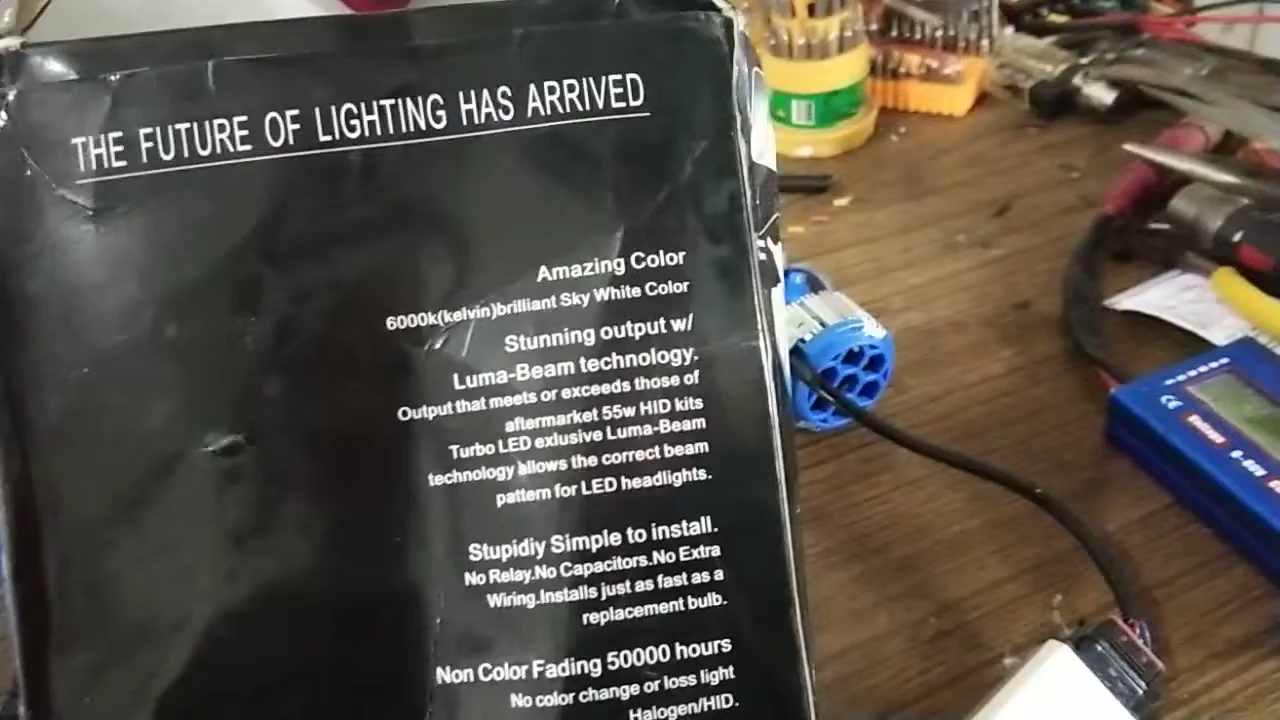 THE FUTURE OF LIGHTING HAS ARRIVED
Amazing Color
6000k(kelvin)brilliant Sky White Color
Stunning output w/
Luma-Beam technology.
Output that meets or exceeds those of
aftermarket 55w HID kits
Turbo LED exlusive Luma-Beam
technology allows the correct beam
pattern for LED headlights.
Stupidiy Simple to install.
No Relay.No Capacitors.No Extra
Wiring.Installs just as fast as a
replacement bulb.
Non Color Fading 50000 hours
No color change or loss light
Halogen/HID.
CE